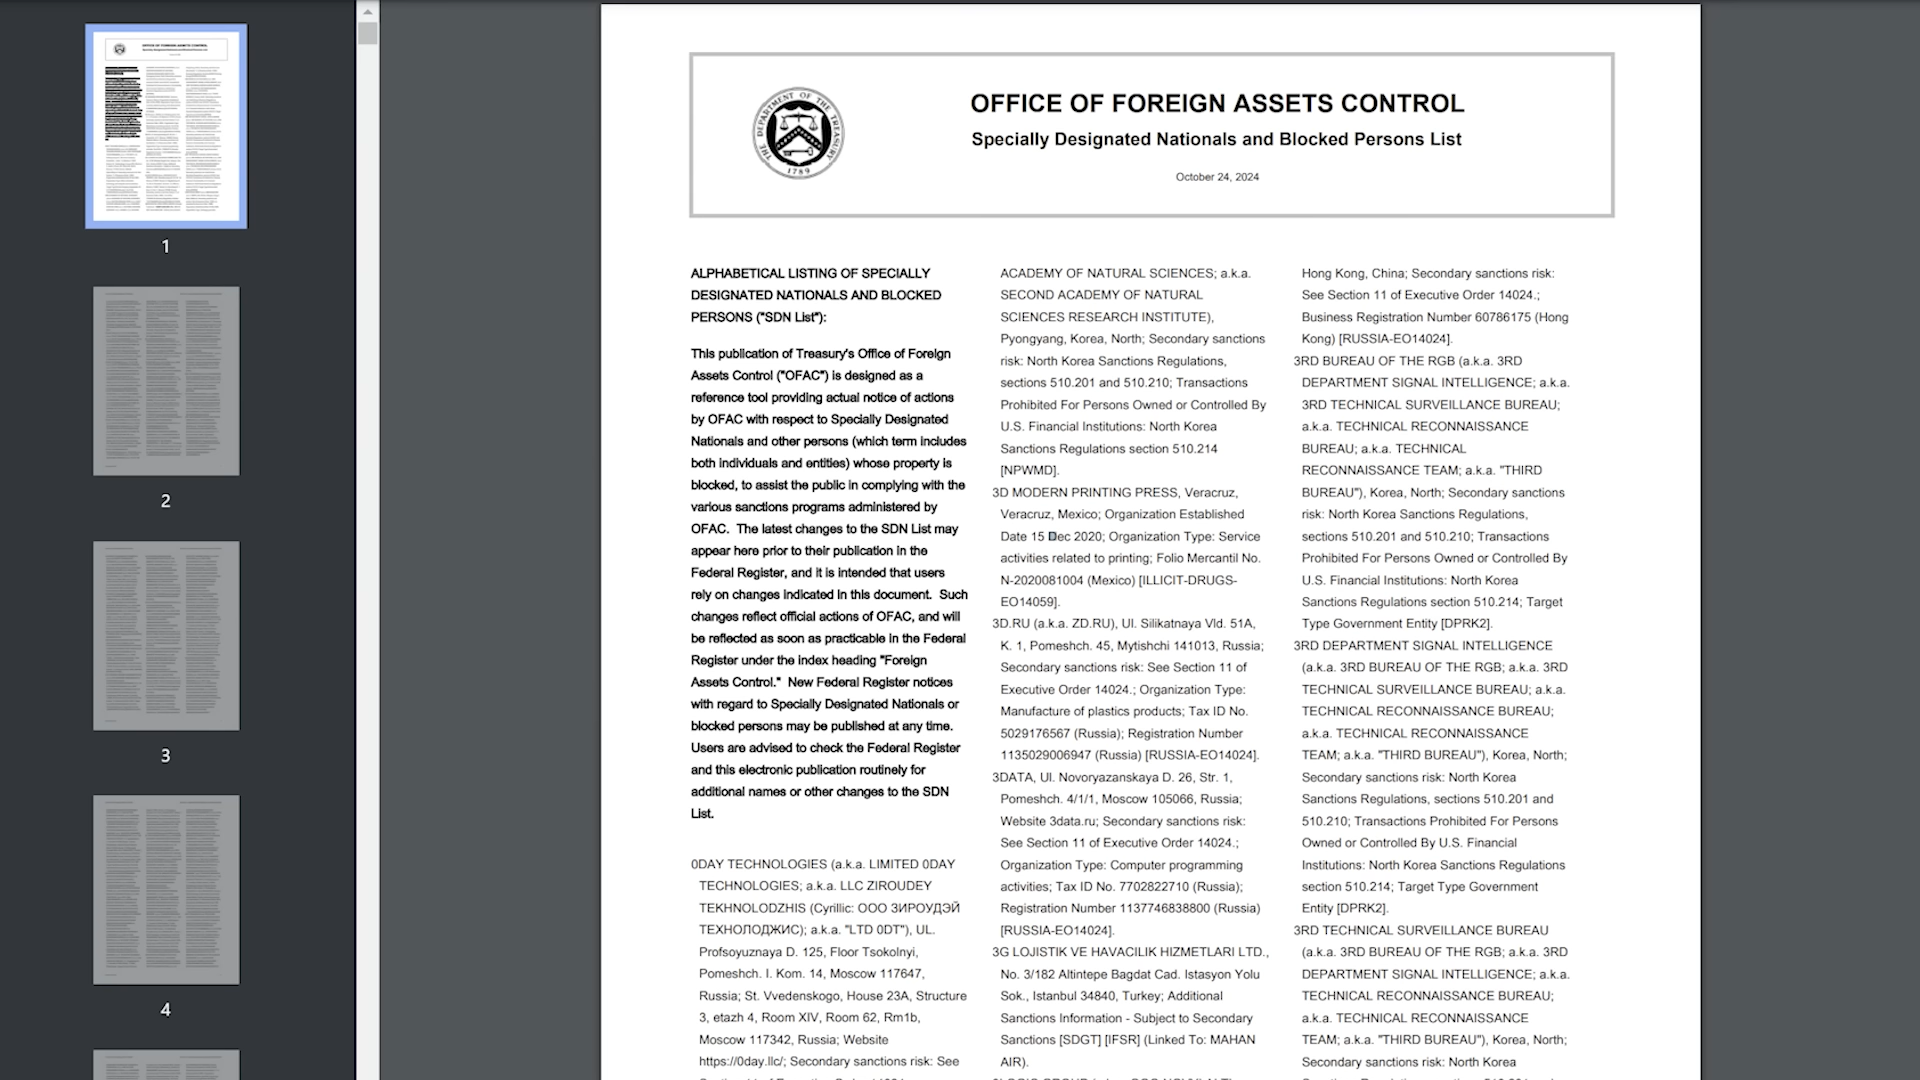 1
2
3
4
OFFICE OF FOREIGN ASSETS CONTROL
Specially Designated Nationals and Blocked Persons List
October 24, 2024
THE DEPARTMENT OF THE TREASURY
1789
ALPHABETICAL LISTING OF SPECIALLY
DESIGNATED NATIONALS AND BLOCKED
PERSONS ("SDN List"):
This publication of Treasury's Office of Foreign
Assets Control ("OFAC") is designed as a
reference tool providing actual notice of actions
by OFAC with respect to Specially Designated
Nationals and other persons (which term includes
both individuals and entities) whose property is
blocked, to assist the public in complying with the
various sanctions programs administered by
OFAC.  The latest changes to the SDN List may
appear here prior to their publication in the
Federal Register, and it is intended that users
rely on changes indicated in this document.  Such
changes reflect official actions of OFAC, and will
be reflected as soon as practicable in the Federal
Register under the index heading "Foreign
Assets Control."  New Federal Register notices
with regard to Specially Designated Nationals or
blocked persons may be published at any time.
Users are advised to check the Federal Register
and this electronic publication routinely for
additional names or other changes to the SDN
List.
0DAY TECHNOLOGIES (a.k.a. LIMITED 0DAY
TECHNOLOGIES; a.k.a. LLC ZIROUDEY
TEKHNOLODZHIS (Cyrillic: ООО ЗИРОУДЭЙ
ТЕХНОЛОДЖИС); a.k.a. "LTD 0DT"), UL.
Profsoyuznaya D. 125, Floor Tsokolnyi,
Pomeshch. I. Kom. 14, Moscow 117647,
Russia; St. Vvedenskogo, House 23A, Structure
3, etazh 4, Room XIV, Room 62, Rm1b,
Moscow 117342, Russia; Website
https://0day.llc/; Secondary sanctions risk: See
ACADEMY OF NATURAL SCIENCES; a.k.a.
SECOND ACADEMY OF NATURAL
SCIENCES RESEARCH INSTITUTE),
Pyongyang, Korea, North; Secondary sanctions
risk: North Korea Sanctions Regulations,
sections 510.201 and 510.210; Transactions
Prohibited For Persons Owned or Controlled By
U.S. Financial Institutions: North Korea
Sanctions Regulations section 510.214
[NPWMD].
3D MODERN PRINTING PRESS, Veracruz,
Veracruz, Mexico; Organization Established
Date 15 Dec 2020; Organization Type: Service
activities related to printing; Folio Mercantil No.
N-2020081004 (Mexico) [ILLICIT-DRUGS-
EO14059].
3D.RU (a.k.a. ZD.RU), Ul. Silikatnaya Vld. 51A,
K. 1, Pomeshch. 45, Mytishchi 141013, Russia;
Secondary sanctions risk: See Section 11 of
Executive Order 14024.; Organization Type:
Manufacture of plastics products; Tax ID No.
5029176567 (Russia); Registration Number
1135029006947 (Russia) [RUSSIA-EO14024].
3DATA, Ul. Novoryazanskaya D. 26, Str. 1,
Pomeshch. 4/1/1, Moscow 105066, Russia;
Website 3data.ru; Secondary sanctions risk:
See Section 11 of Executive Order 14024.;
Organization Type: Computer programming
activities; Tax ID No. 7702822710 (Russia);
Registration Number 1137746838800 (Russia)
[RUSSIA-EO14024].
3G LOJISTIK VE HAVACILIK HIZMETLARI LTD.,
No. 3/182 Altintepe Bagdat Cad. Istasyon Yolu
Sok., Istanbul 34840, Turkey; Additional
Sanctions Information - Subject to Secondary
Sanctions [SDGT] [IFSR] (Linked To: MAHAN
AIR).
Hong Kong, China; Secondary sanctions risk:
See Section 11 of Executive Order 14024.;
Business Registration Number 60786175 (Hong
Kong) [RUSSIA-EO14024].
3RD BUREAU OF THE RGB (a.k.a. 3RD
DEPARTMENT SIGNAL INTELLIGENCE; a.k.a.
3RD TECHNICAL SURVEILLANCE BUREAU;
a.k.a. TECHNICAL RECONNAISSANCE
BUREAU; a.k.a. TECHNICAL
RECONNAISSANCE TEAM; a.k.a. "THIRD
BUREAU"), Korea, North; Secondary sanctions
risk: North Korea Sanctions Regulations,
sections 510.201 and 510.210; Transactions
Prohibited For Persons Owned or Controlled By
U.S. Financial Institutions: North Korea
Sanctions Regulations section 510.214; Target
Type Government Entity [DPRK2].
3RD DEPARTMENT SIGNAL INTELLIGENCE
(a.k.a. 3RD BUREAU OF THE RGB; a.k.a. 3RD
TECHNICAL SURVEILLANCE BUREAU; a.k.a.
TECHNICAL RECONNAISSANCE BUREAU;
a.k.a. TECHNICAL RECONNAISSANCE
TEAM; a.k.a. "THIRD BUREAU"), Korea, North;
Secondary sanctions risk: North Korea
Sanctions Regulations, sections 510.201 and
510.210; Transactions Prohibited For Persons
Owned or Controlled By U.S. Financial
Institutions: North Korea Sanctions Regulations
section 510.214; Target Type Government
Entity [DPRK2].
3RD TECHNICAL SURVEILLANCE BUREAU
(a.k.a. 3RD BUREAU OF THE RGB; a.k.a. 3RD
DEPARTMENT SIGNAL INTELLIGENCE; a.k.a.
TECHNICAL RECONNAISSANCE BUREAU;
a.k.a. TECHNICAL RECONNAISSANCE
TEAM; a.k.a. "THIRD BUREAU"), Korea, North;
Secondary sanctions risk: North Korea